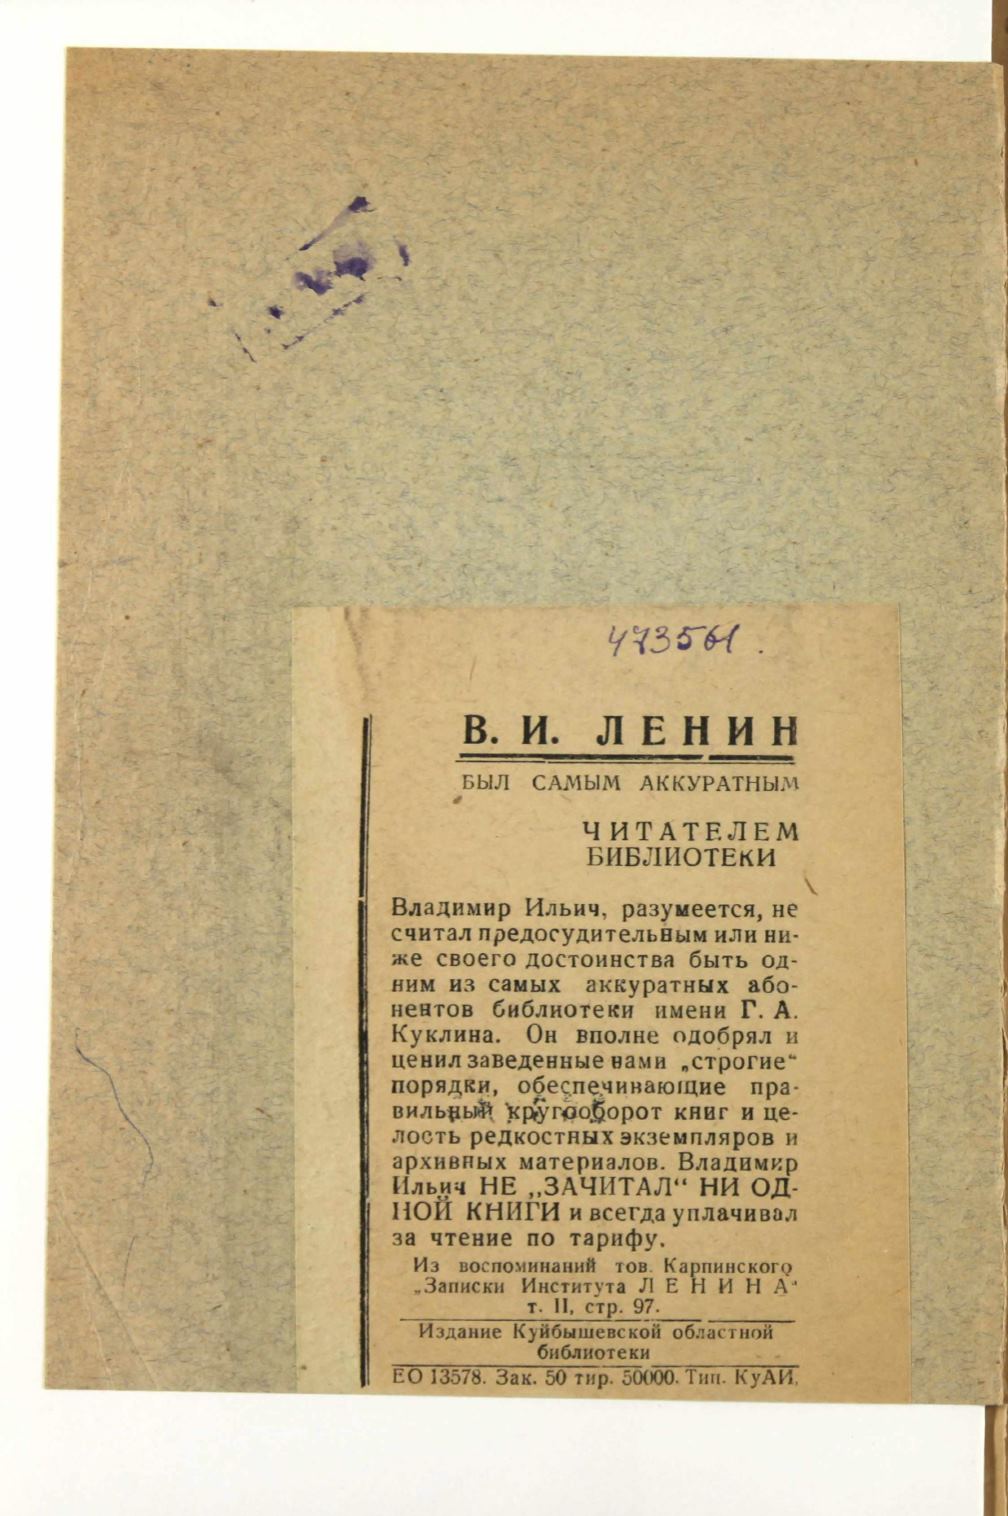 473561.
В. И. ЛЕНИН
БЫЛ САМЫМ АККУРАТНЫМ
ЧИТАТЕЛЕМ
БИБЛИОТЕКИ
Владимир Ильич, разумеется, не
считал предосудительным или ни-
же своего достоинства быть од-
ним из самых аккуратных або-
нентов библиотеки имени Г. А.
Куклина. Он вполне одобрял и
ценил заведенные нами „строгие“
порядки, обеспечивающие пра-
вильный кругооборот книг и це-
лость редкостных экземпляров и
архивных материалов. Владимир
Ильич НЕ „ЗАЧИТАЛ“ НИ ОД-
НОЙ КНИГИ и всегда уплачивал
за чтение по тарифу.
Из воспоминаний тов. Карпинского
„Записки Института ЛЕНИНА“
т. II, стр. 97.
Издание Куйбышевской областной
библиотеки
ЕО 13578. Зак. 50 тир. 50000. Тип. КуАИ.